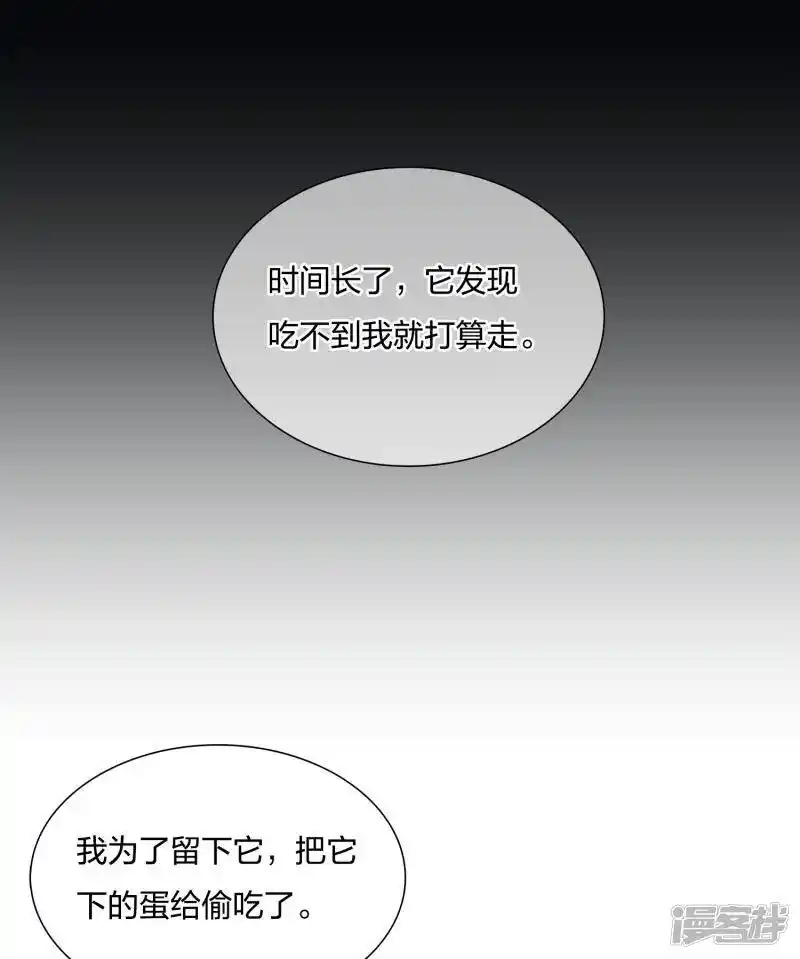 时间长了，它发现
吃不到我就打算走。
我为了留下它，把它
下的蛋给偷吃了。
漫客栈